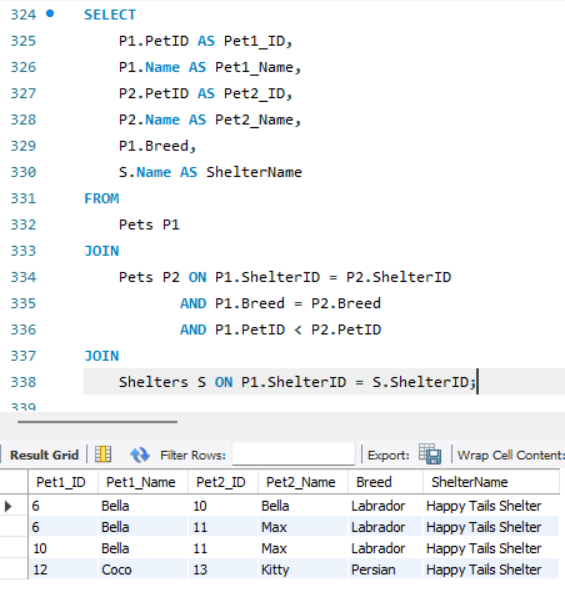 324 SELECT
325 P1.PetID AS Pet1_ID,
326 P1.Name AS Pet1_Name,
327 P2.PetID AS Pet2_ID,
328 P2.Name AS Pet2_Name,
329 P1.Breed,
330 S.Name AS ShelterName
331 FROM
332 Pets P1
333 JOIN
334 Pets P2 ON P1.ShelterID = P2.ShelterID
335 AND P1.Breed = P2.Breed
336 AND P1.PetID < P2.PetID
337 JOIN
338 Shelters S ON P1.ShelterID = S.ShelterID;
339
Result Grid Filter Rows: Export: Wrap Cell Content:
Pet1_ID Pet1_Name Pet2_ID Pet2_Name Breed ShelterName
6 Bella 10 Bella Labrador Happy Tails Shelter
6 Bella 11 Max Labrador Happy Tails Shelter
10 Bella 11 Max Labrador Happy Tails Shelter
12 Coco 13 Kitty Persian Happy Tails Shelter